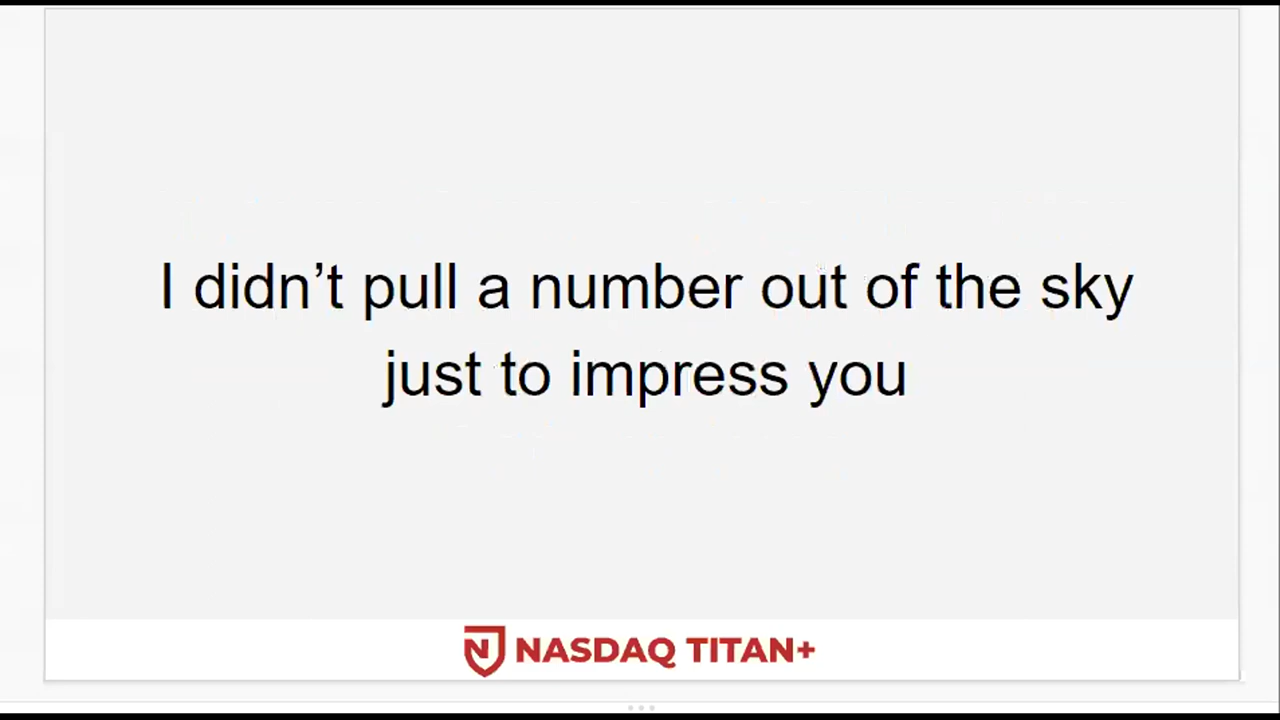 I didn’t pull a number out of the sky
just to impress you
NASDAQ TITAN+